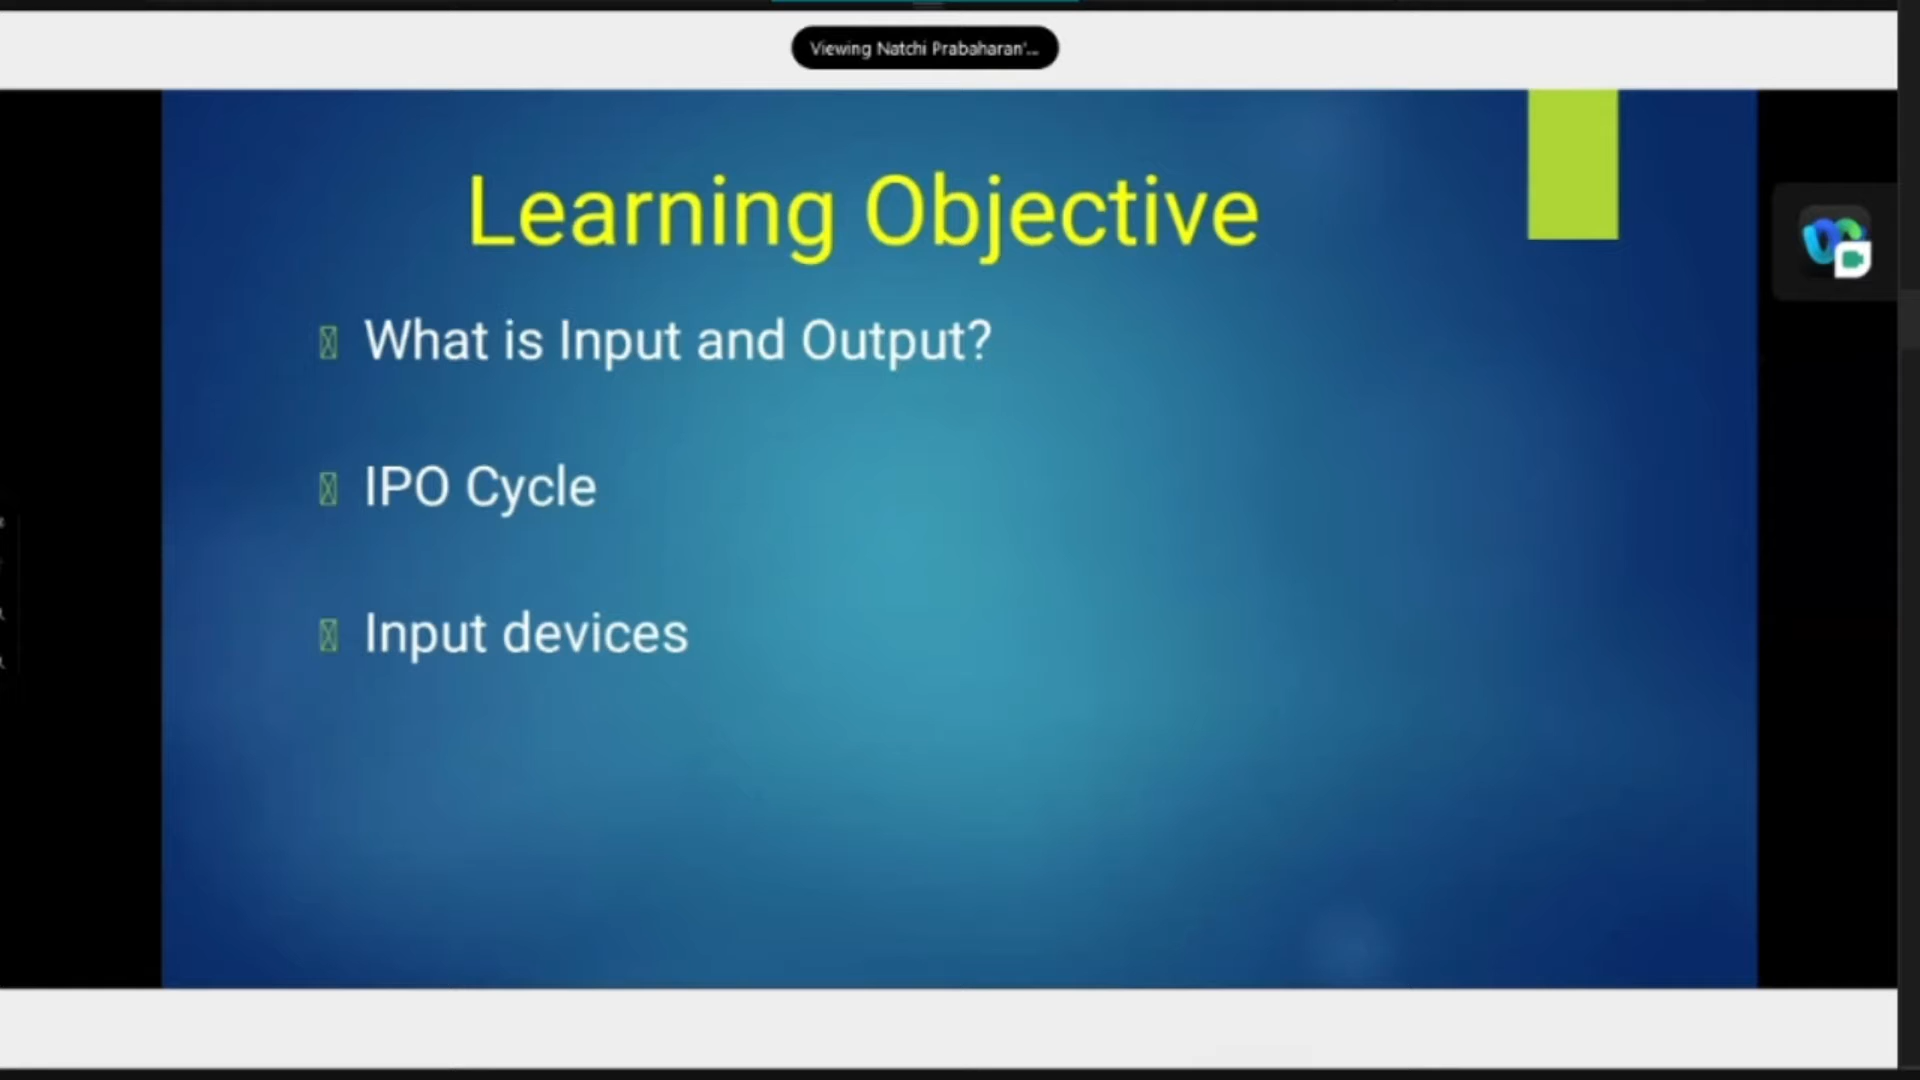 Viewing Natchi Prabaharan'...
Learning Objective
What is Input and Output?
IPO Cycle
Input devices